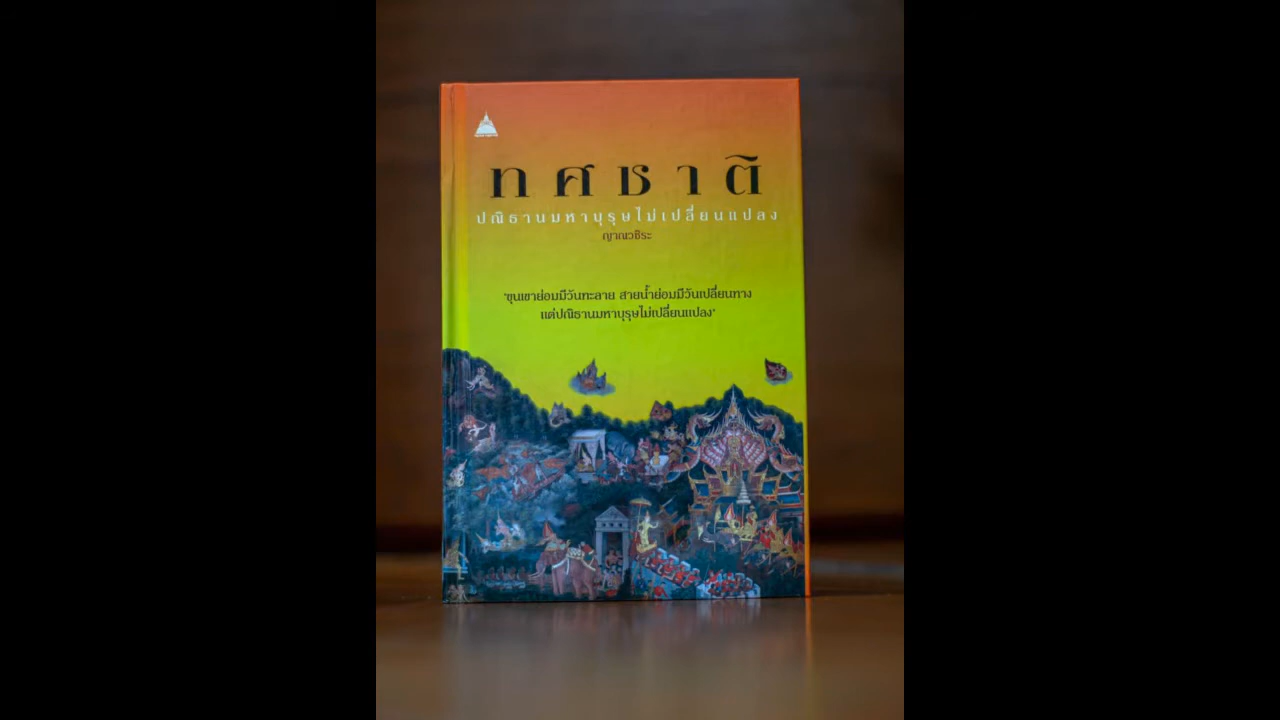 ทศชาติ
ปณิธานมหาบุรุษไม่เปลี่ยนแปลง
ญาณวชิระ
'ขุนเขาย่อมมีวันทะลาย สายน้ำย่อมมีวันเปลี่ยนทาง
แต่ปณิธานมหาบุรุษไม่เปลี่ยนแปลง'